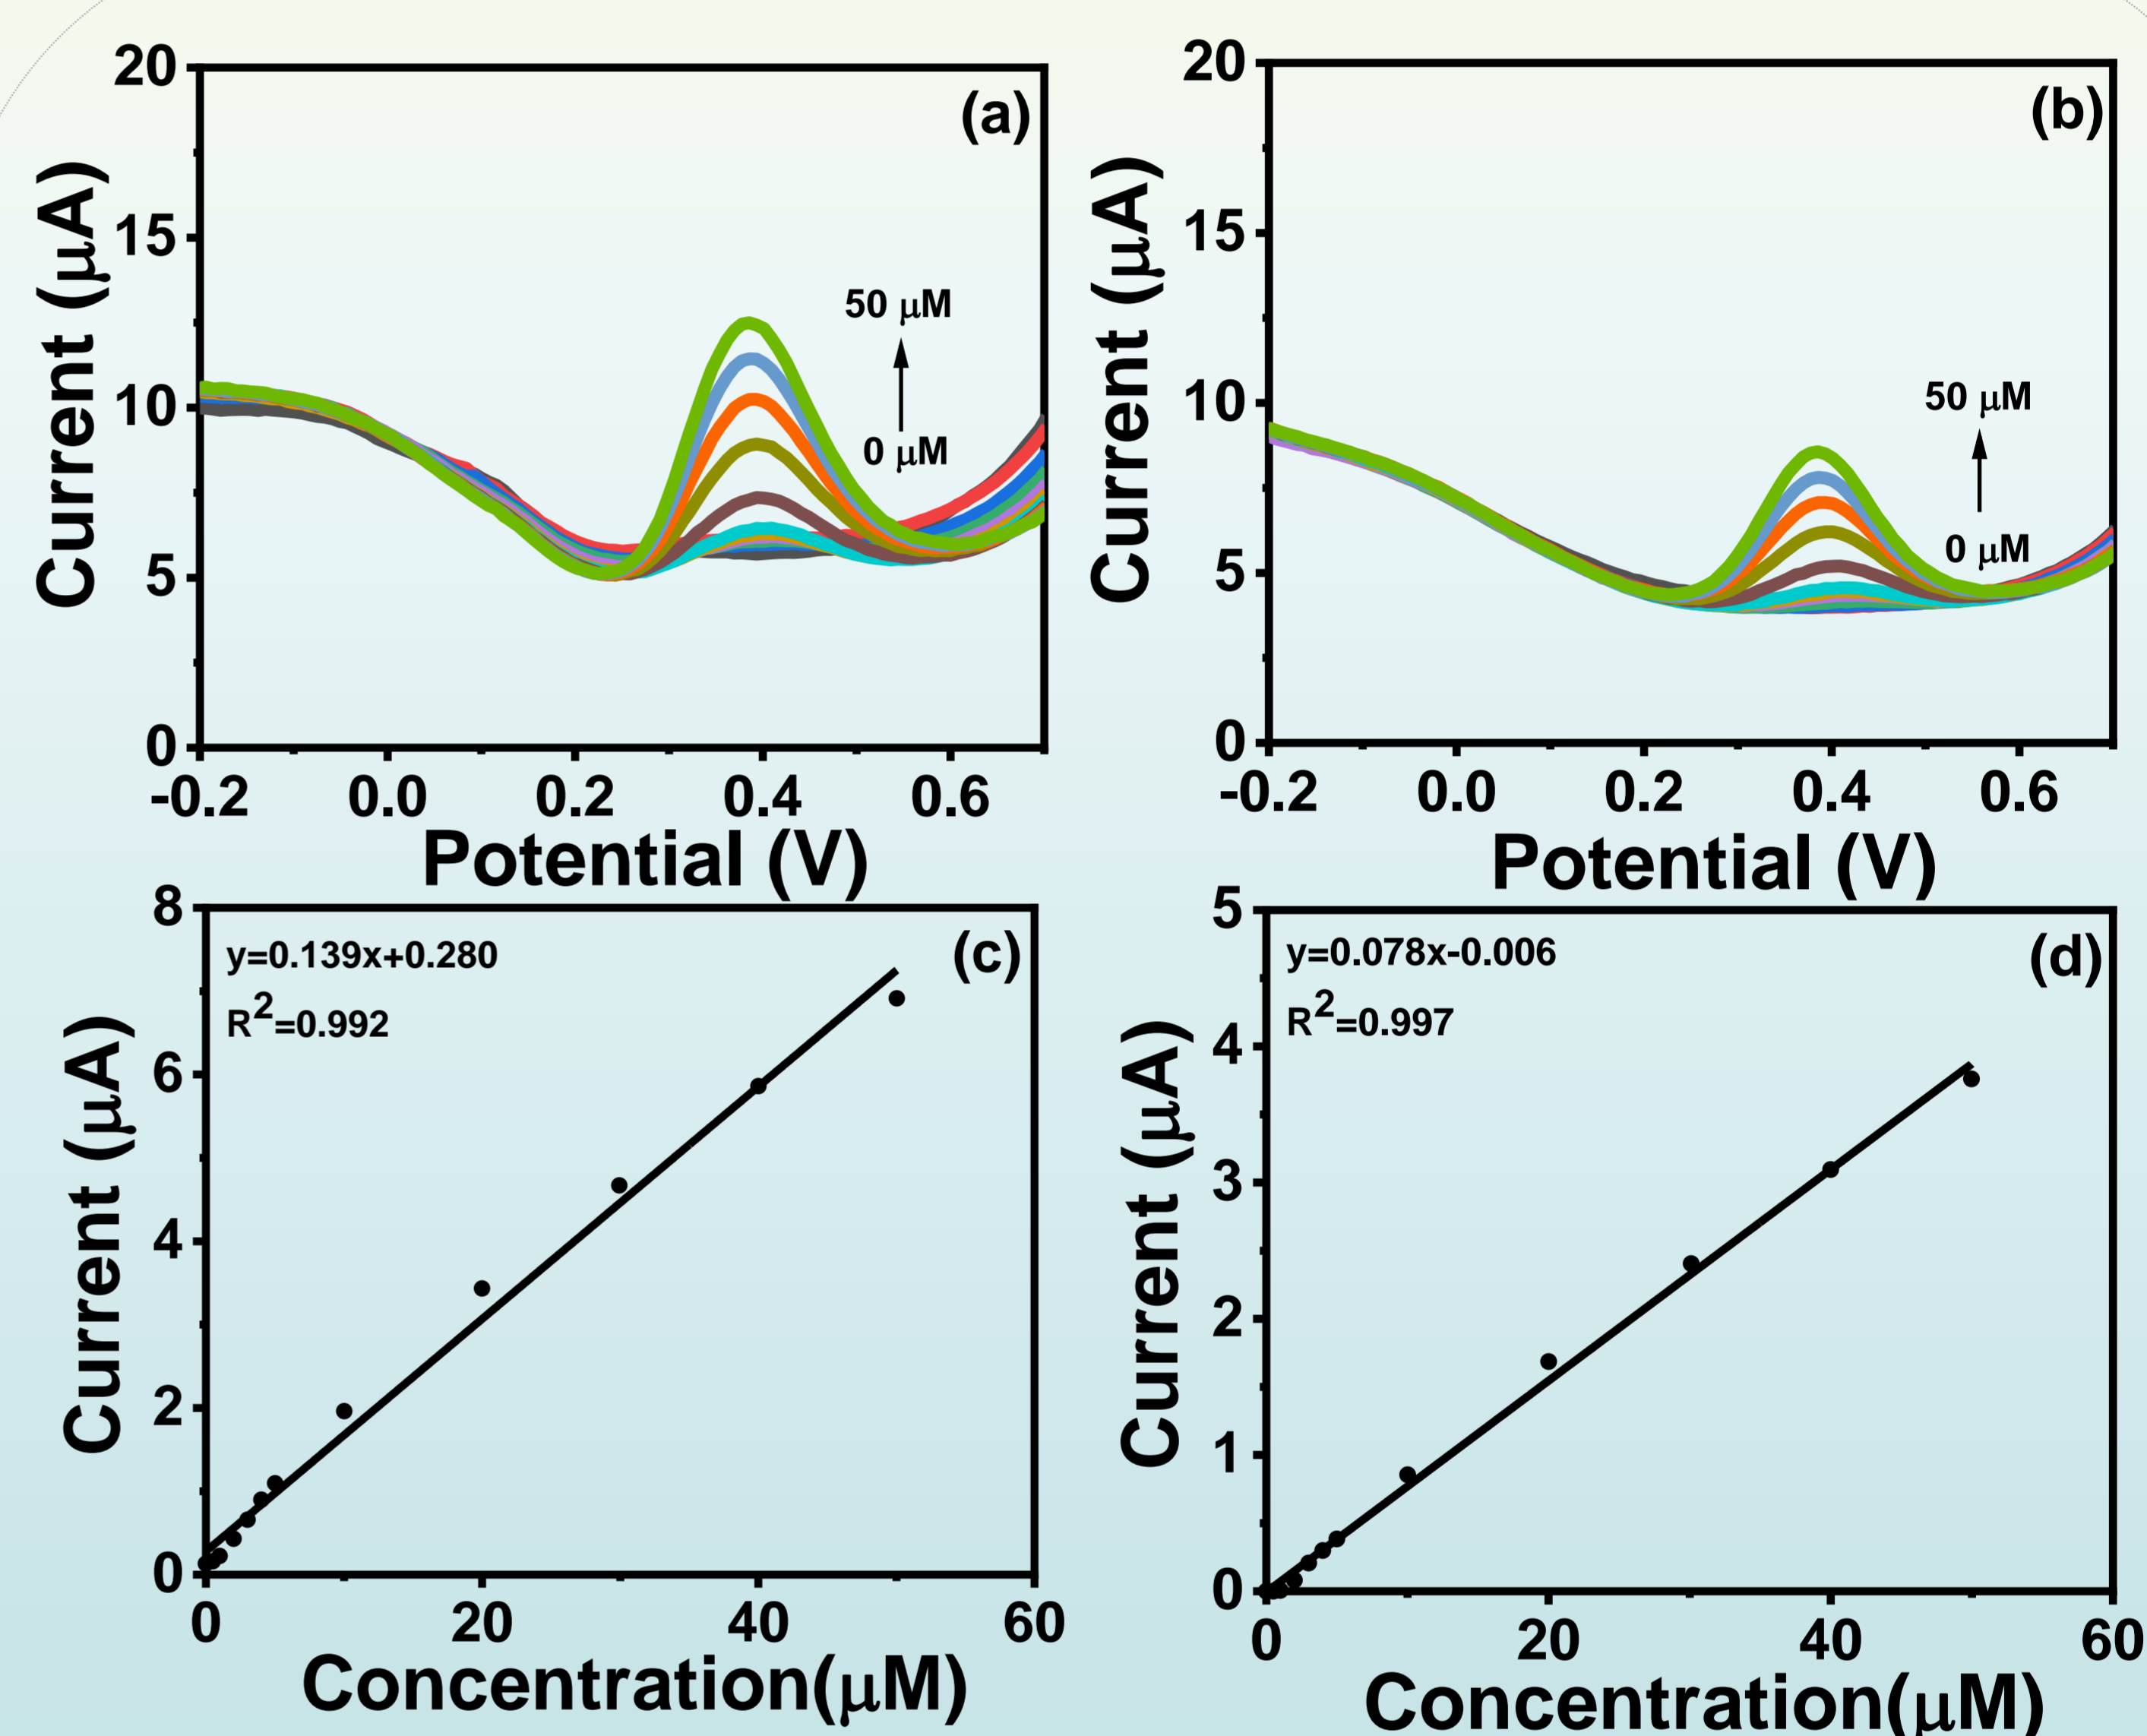 (a)
20
15
10
5
0
Current (μA)
50 μM
0 μM
-0.2 0.0 0.2 0.4 0.6
Potential (V)
(b)
20
15
10
5
0
Current (μA)
50 μM
0 μM
-0.2 0.0 0.2 0.4 0.6
Potential (V)
(c)
y=0.139x+0.280
R²=0.992
8
6
4
2
0
Current (μA)
0 20 40 60
Concentration(μM)
(d)
y=0.078x-0.006
R²=0.997
5
4
3
2
1
0
Current (μA)
0 20 40 60
Concentration(μM)